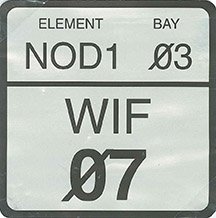 ELEMENT BAY
NOD1 Ø3
WIF
Ø7